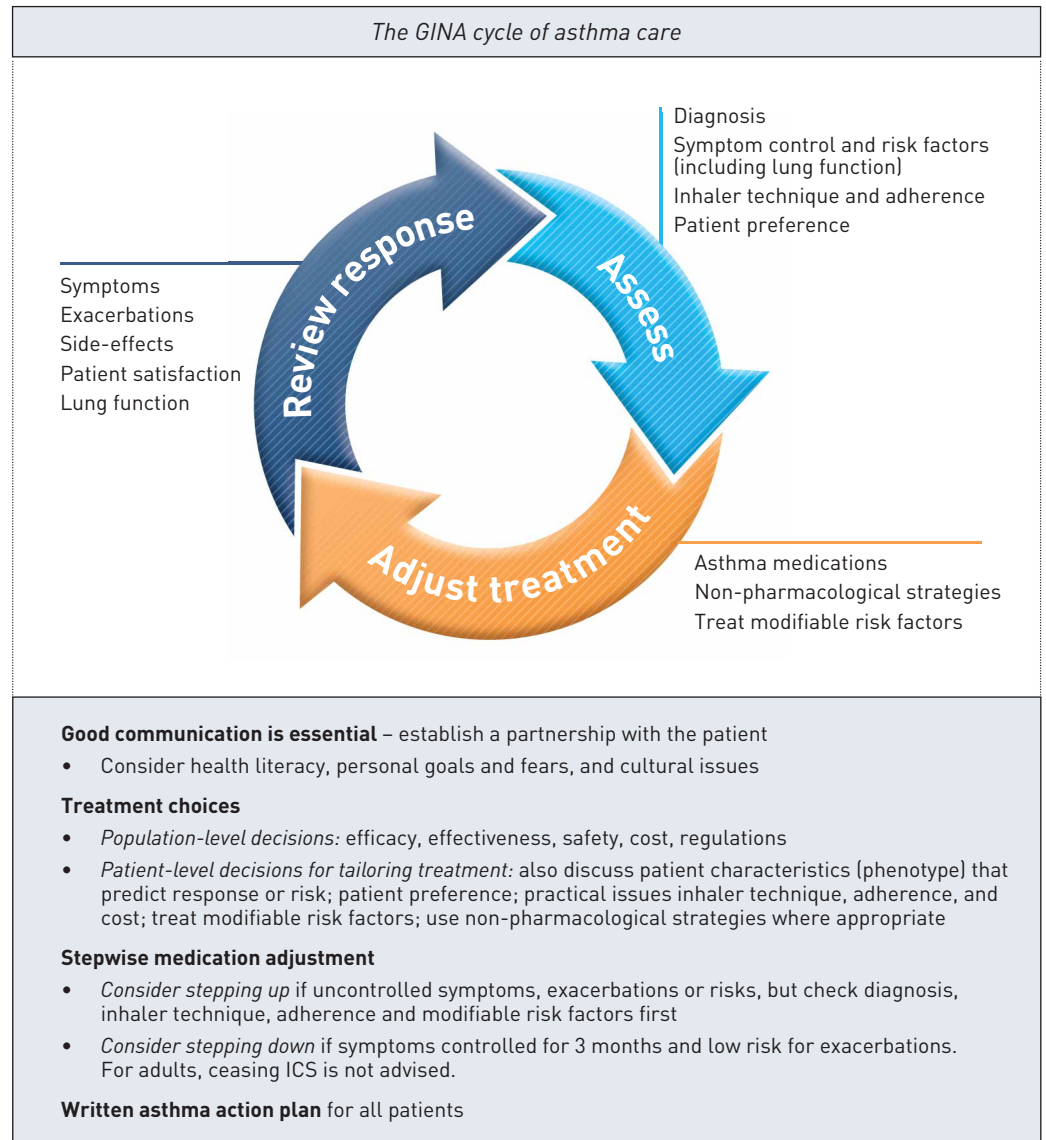 The GINA cycle of asthma care
Diagnosis
Symptom control and risk factors
(including lung function)
Inhaler technique and adherence
Patient preference
Review response
Assess
Symptoms
Exacerbations
Side-effects
Patient satisfaction
Lung function
Adjust treatment
Asthma medications
Non-pharmacological strategies
Treat modifiable risk factors
Good communication is essential – establish a partnership with the patient
• Consider health literacy, personal goals and fears, and cultural issues
Treatment choices
• Population-level decisions: efficacy, effectiveness, safety, cost, regulations
• Patient-level decisions for tailoring treatment: also discuss patient characteristics (phenotype) that
predict response or risk; patient preference; practical issues inhaler technique, adherence, and
cost; treat modifiable risk factors; use non-pharmacological strategies where appropriate
Stepwise medication adjustment
• Consider stepping up if uncontrolled symptoms, exacerbations or risks, but check diagnosis,
inhaler technique, adherence and modifiable risk factors first
• Consider stepping down if symptoms controlled for 3 months and low risk for exacerbations.
For adults, ceasing ICS is not advised.
Written asthma action plan for all patients